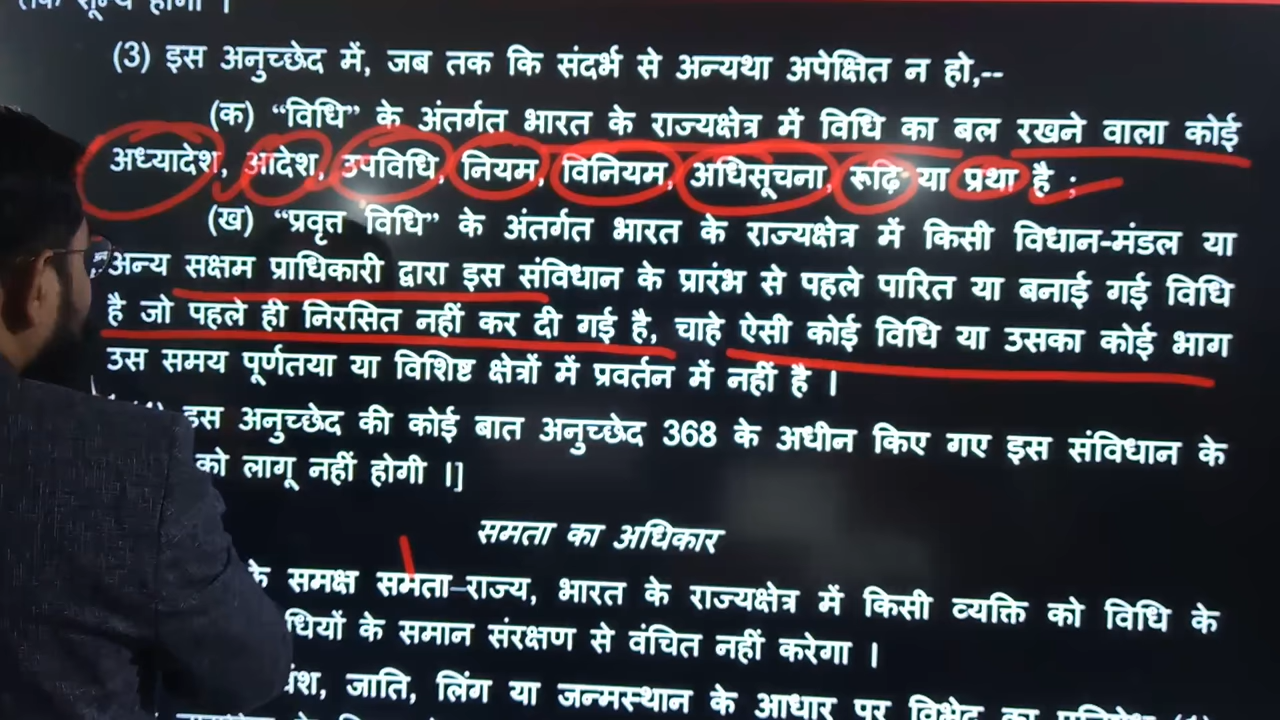 तक शून्य होगी ।
(3) इस अनुच्छेद में, जब तक कि संदर्भ से अन्यथा अपेक्षित न हो,--
(क) “विधि” के अंतर्गत भारत के राज्यक्षेत्र में विधि का बल रखने वाला कोई
अध्यादेश, आदेश, उपविधि, नियम, विनियम, अधिसूचना, रूढ़ि या प्रथा है ;
(ख) “प्रवृत्त विधि” के अंतर्गत भारत के राज्यक्षेत्र में किसी विधान-मंडल या
अन्य सक्षम प्राधिकारी द्वारा इस संविधान के प्रारंभ से पहले पारित या बनाई गई विधि
है जो पहले ही निरसित नहीं कर दी गई है, चाहे ऐसी कोई विधि या उसका कोई भाग
उस समय पूर्णतया या विशिष्ट क्षेत्रों में प्रवर्तन में नहीं है ।
इस अनुच्छेद की कोई बात अनुच्छेद 368 के अधीन किए गए इस संविधान के
को लागू नहीं होगी ।]
समता का अधिकार
के समक्ष समता–राज्य, भारत के राज्यक्षेत्र में किसी व्यक्ति को विधि के
के समान संरक्षण से वंचित नहीं करेगा ।
जाति, लिंग या जन्मस्थान के आधार पर विभेद का